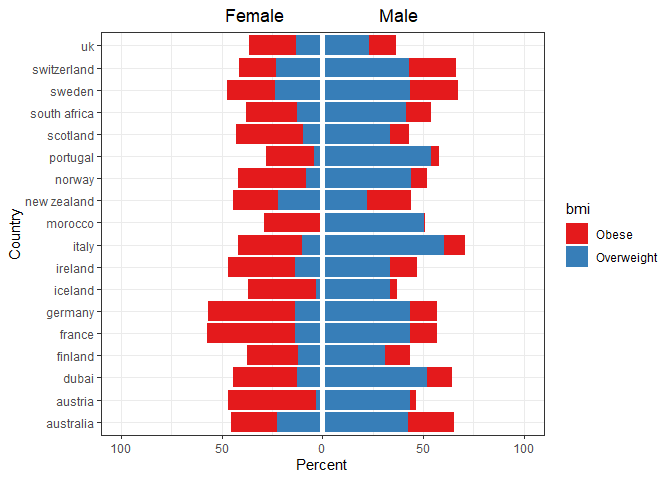 Female Male
uk
switzerland
sweden
south africa
scotland
portugal
norway
new zealand
morocco
italy
ireland
iceland
germany
france
finland
dubai
austria
australia
Country
100 50 0 50 100
Percent
bmi
Obese
Overweight